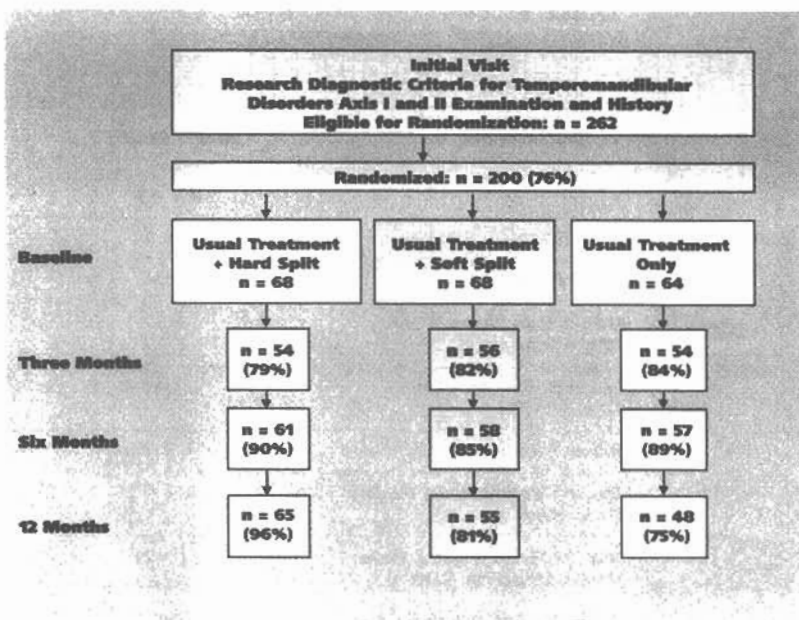 Initial Visit
Research Diagnostic Criteria for Temporomandibular
Disorders Axis I and II Examination and History
Eligible for Randomization: n = 262
Randomized: n = 200 (76%)
Baseline
Usual Treatment
+ Hard Split
n = 68
Usual Treatment
+ Soft Split
n = 68
Usual Treatment
Only
n = 64
Three Months
n = 54
(79%)
n = 56
(82%)
n = 54
(84%)
Six Months
n = 61
(90%)
n = 58
(85%)
n = 57
(89%)
12 Months
n = 65
(96%)
n = 55
(81%)
n = 48
(75%)